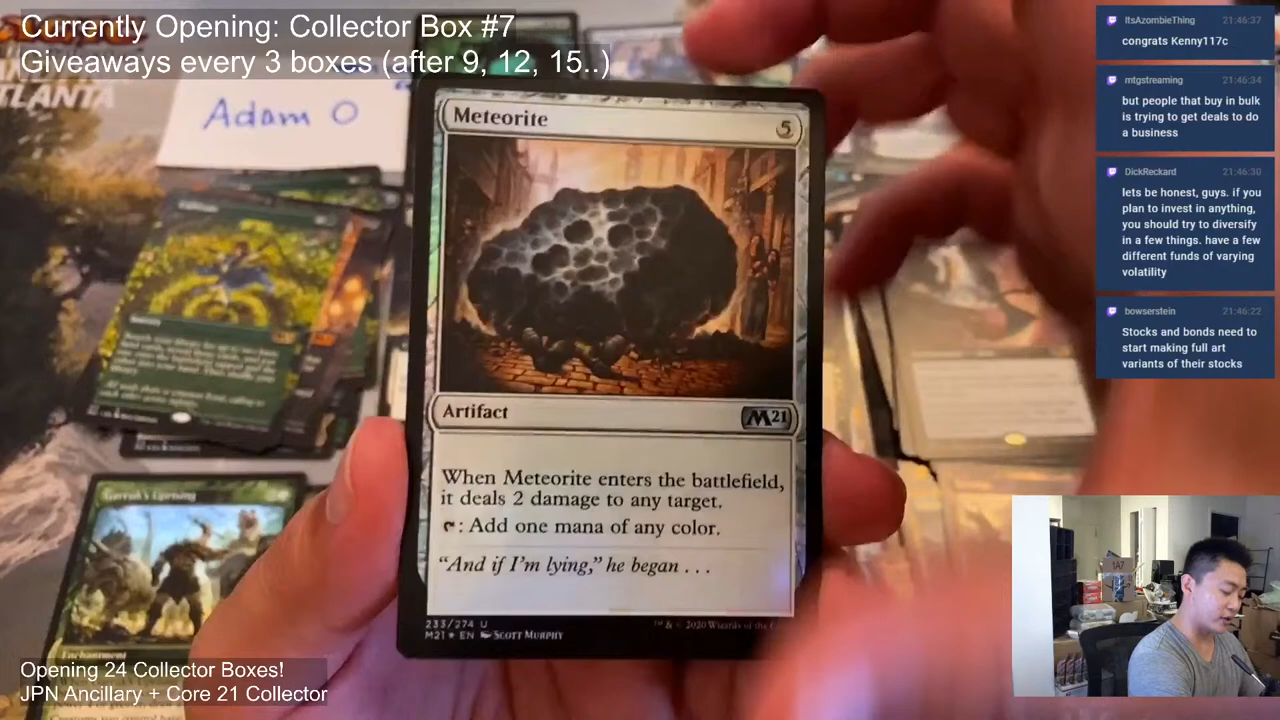 Currently Opening: Collector Box #7
Giveaways every 3 boxes (after 9, 12, 15..)
ATLANTA
Adam O
Meteorite
5
Artifact
M21
When Meteorite enters the battlefield,
it deals 2 damage to any target.
: Add one mana of any color.
"And if I'm lying," he began . . .
233/274 U
M21 ★ EN Scott Murphy
™ & © 2020 Wizards of the
Garruk's Uprising
Enchantment
Opening 24 Collector Boxes!
JPN Ancillary + Core 21 Collector
ItsAzombieThing 21:46:37
congrats Kenny117c
mtgstreaming 21:46:34
but people that buy in bulk
is trying to get deals to do
a business
DickReckard 21:46:30
lets be honest, guys. if you
plan to invest in anything,
you should try to diversify
in a few things. have a few
different funds of varying
volatility
bowserstein 21:46:22
Stocks and bonds need to
start making full art
variants of their stocks
1A7